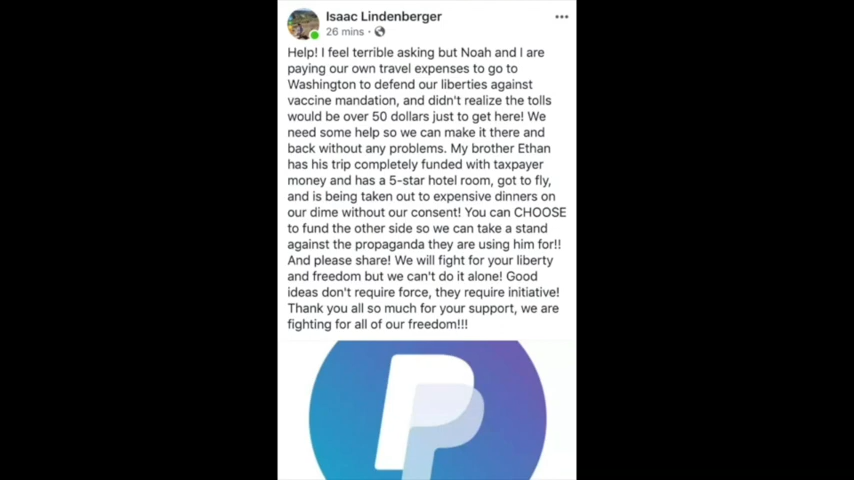 Isaac Lindenberger
26 mins ·
Help! I feel terrible asking but Noah and I are
paying our own travel expenses to go to
Washington to defend our liberties against
vaccine mandation, and didn't realize the tolls
would be over 50 dollars just to get here! We
need some help so we can make it there and
back without any problems. My brother Ethan
has his trip completely funded with taxpayer
money and has a 5-star hotel room, got to fly,
and is being taken out to expensive dinners on
our dime without our consent! You can CHOOSE
to fund the other side so we can take a stand
against the propaganda they are using him for!!
And please share! We will fight for your liberty
and freedom but we can't do it alone! Good
ideas don't require force, they require initiative!
Thank you all so much for your support, we are
fighting for all of our freedom!!!